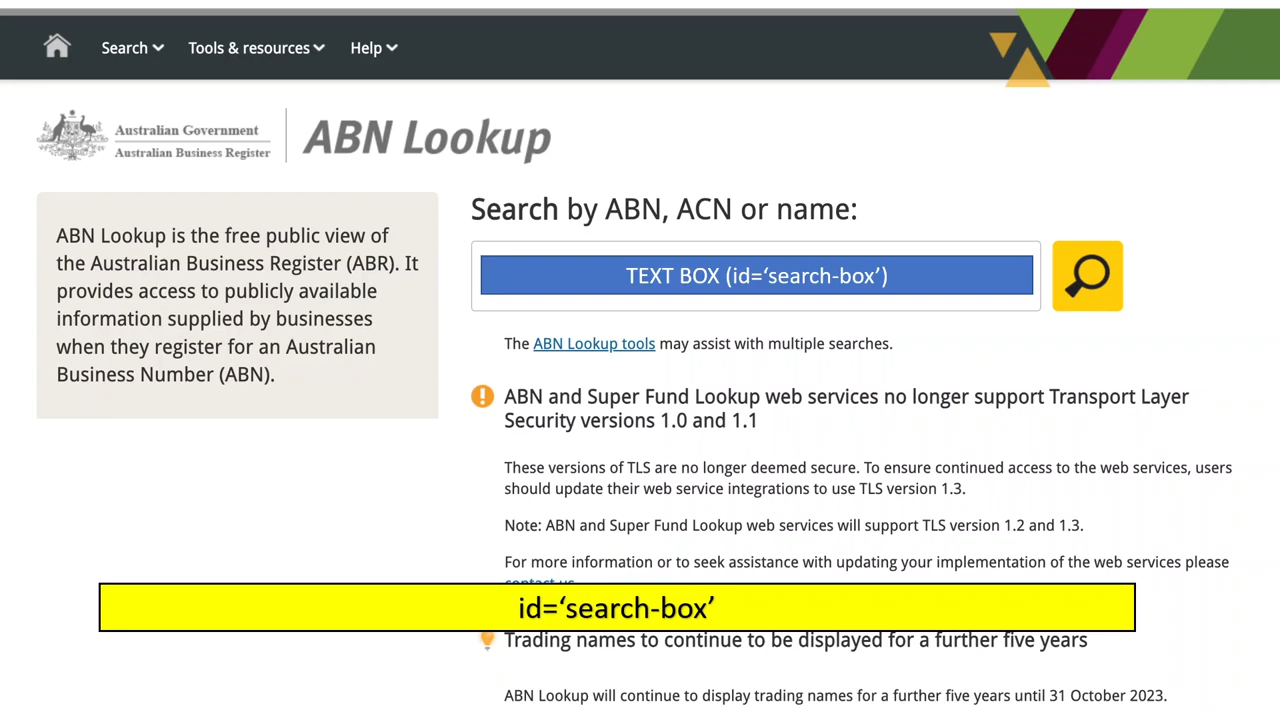 Search
Tools & resources
Help
Australian Government
Australian Business Register
ABN Lookup
ABN Lookup is the free public view of
the Australian Business Register (ABR). It
provides access to publicly available
information supplied by businesses
when they register for an Australian
Business Number (ABN).
Search by ABN, ACN or name:
TEXT BOX (id=‘search-box’)
The ABN Lookup tools may assist with multiple searches.
ABN and Super Fund Lookup web services no longer support Transport Layer
Security versions 1.0 and 1.1
These versions of TLS are no longer deemed secure. To ensure continued access to the web services, users
should update their web service integrations to use TLS version 1.3.
Note: ABN and Super Fund Lookup web services will support TLS version 1.2 and 1.3.
For more information or to seek assistance with updating your implementation of the web services please
contact us
id=‘search-box’
Trading names to continue to be displayed for a further five years
ABN Lookup will continue to display trading names for a further five years until 31 October 2023.